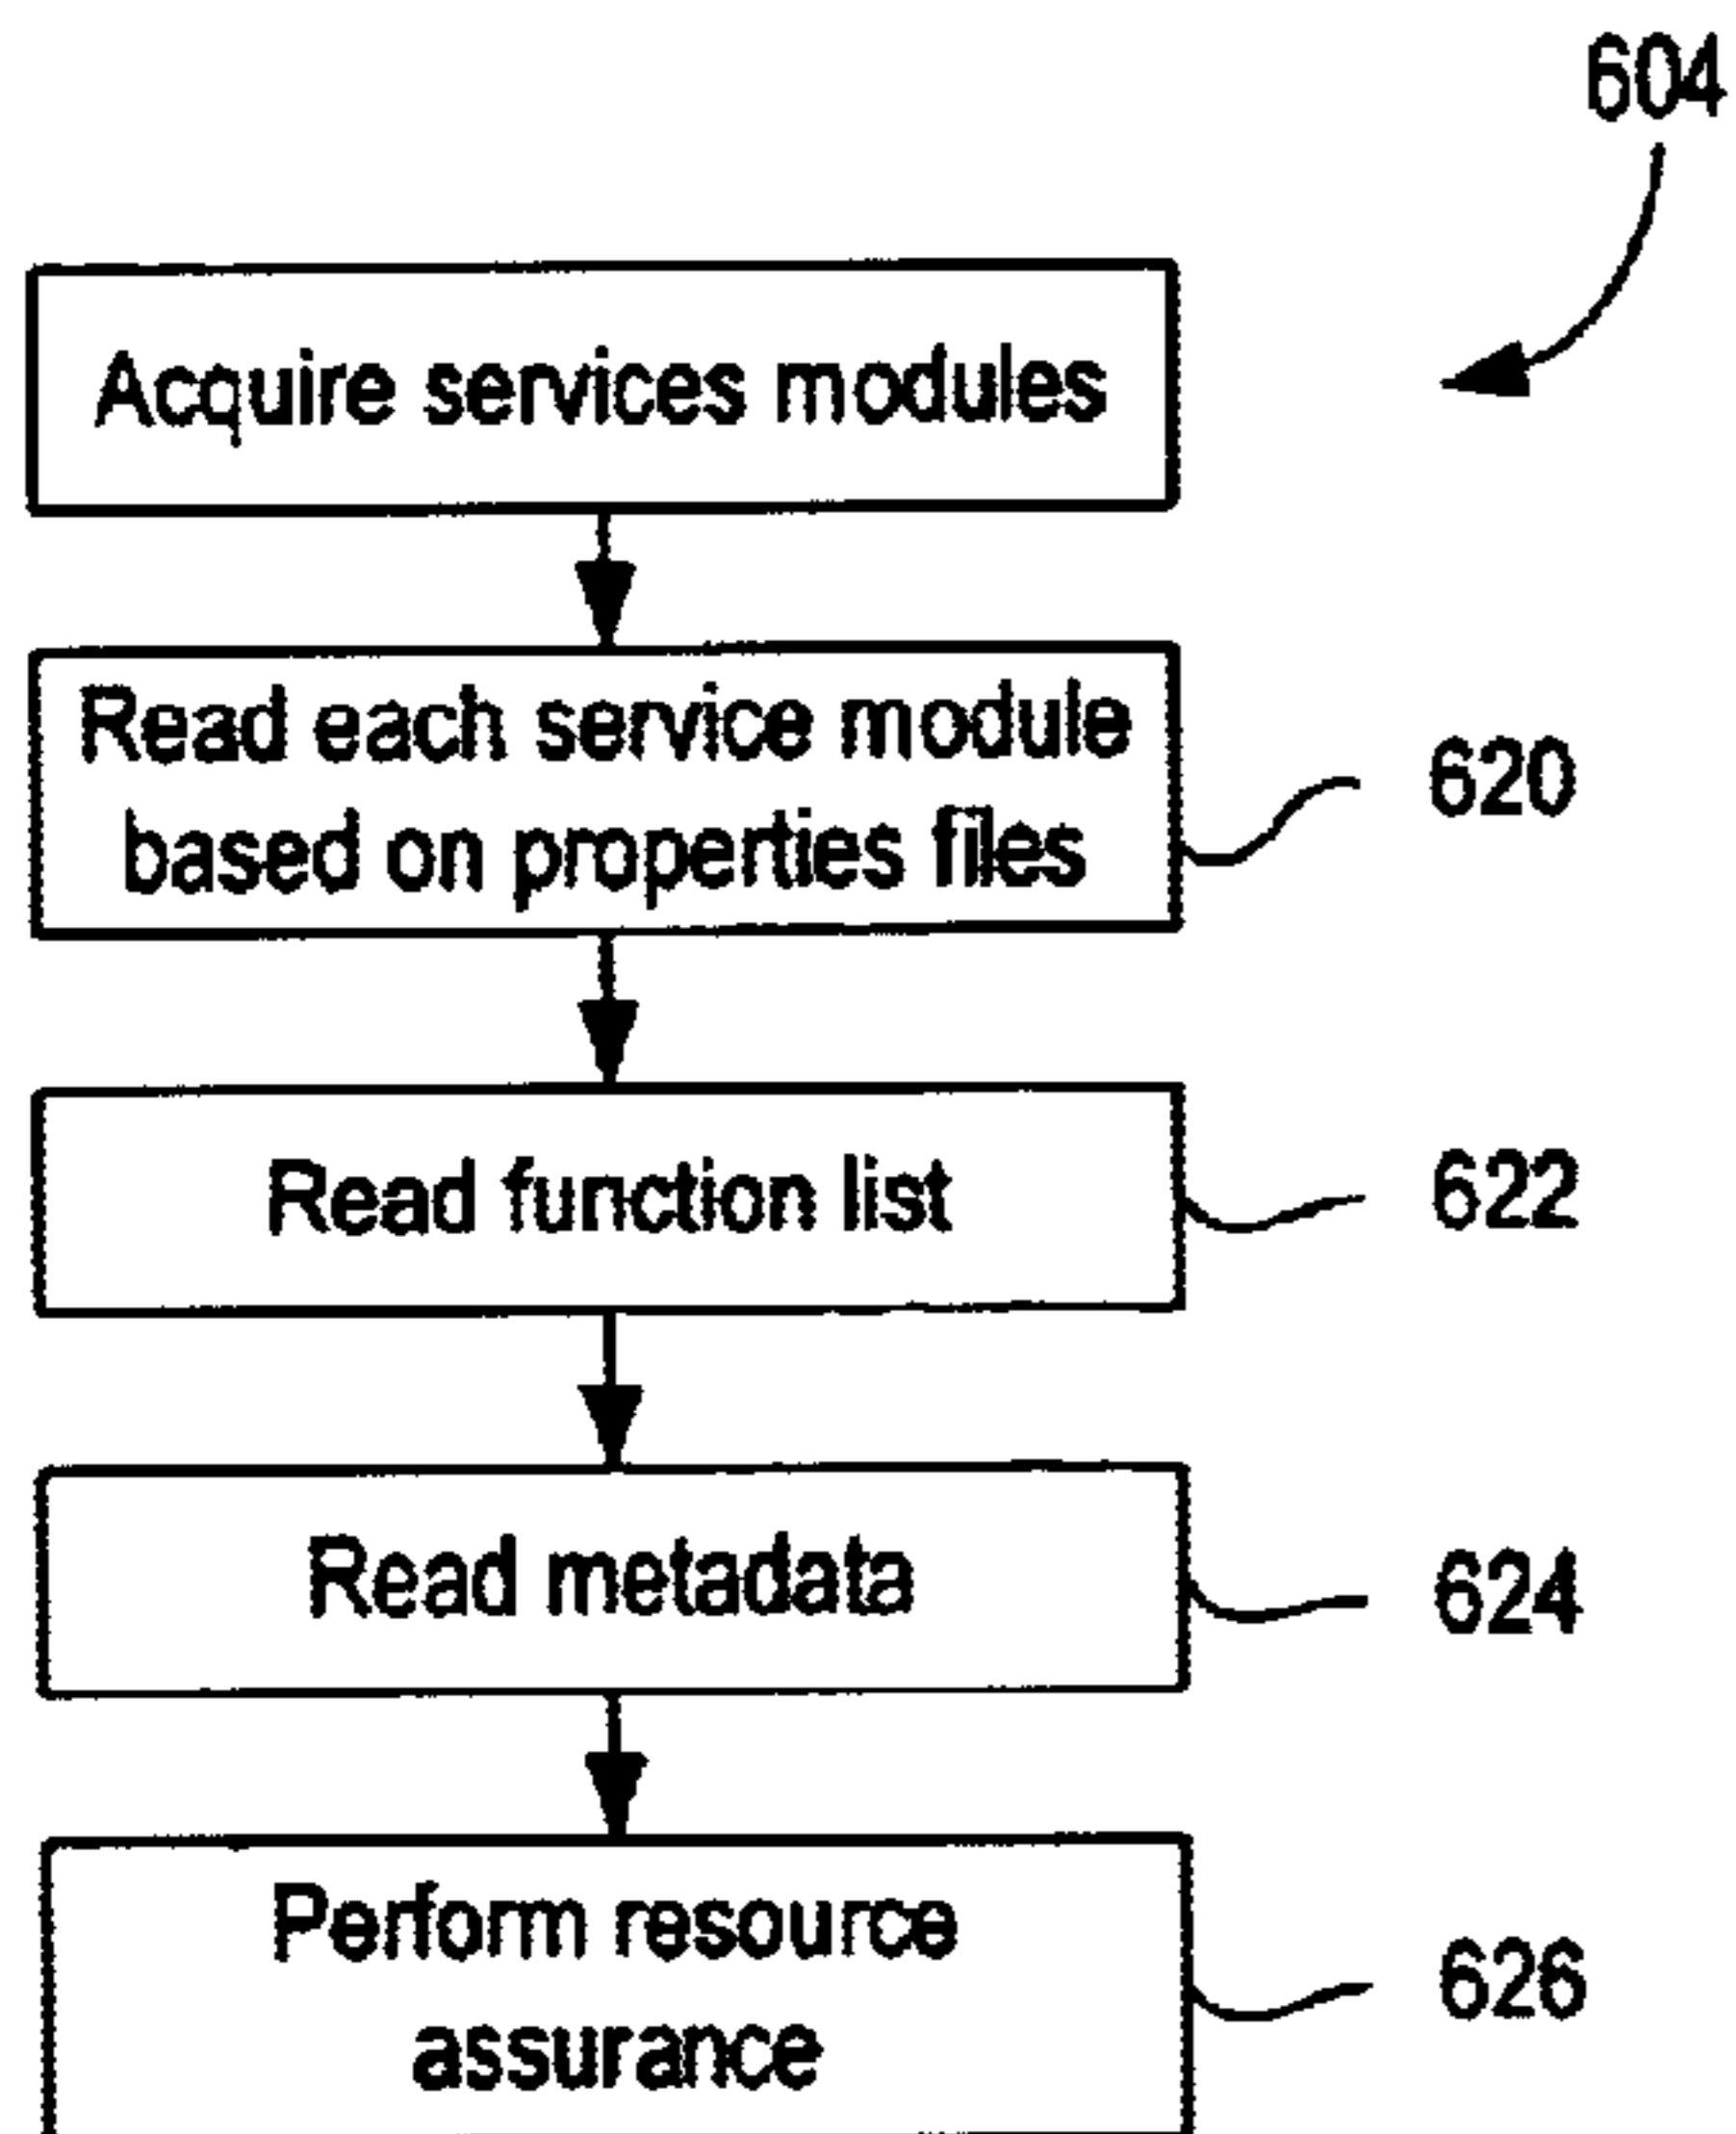 604
Acquire services modules
Read each service module
based on properties files
620
Read function list
622
Read metadata
624
Perform resource
assurance
626